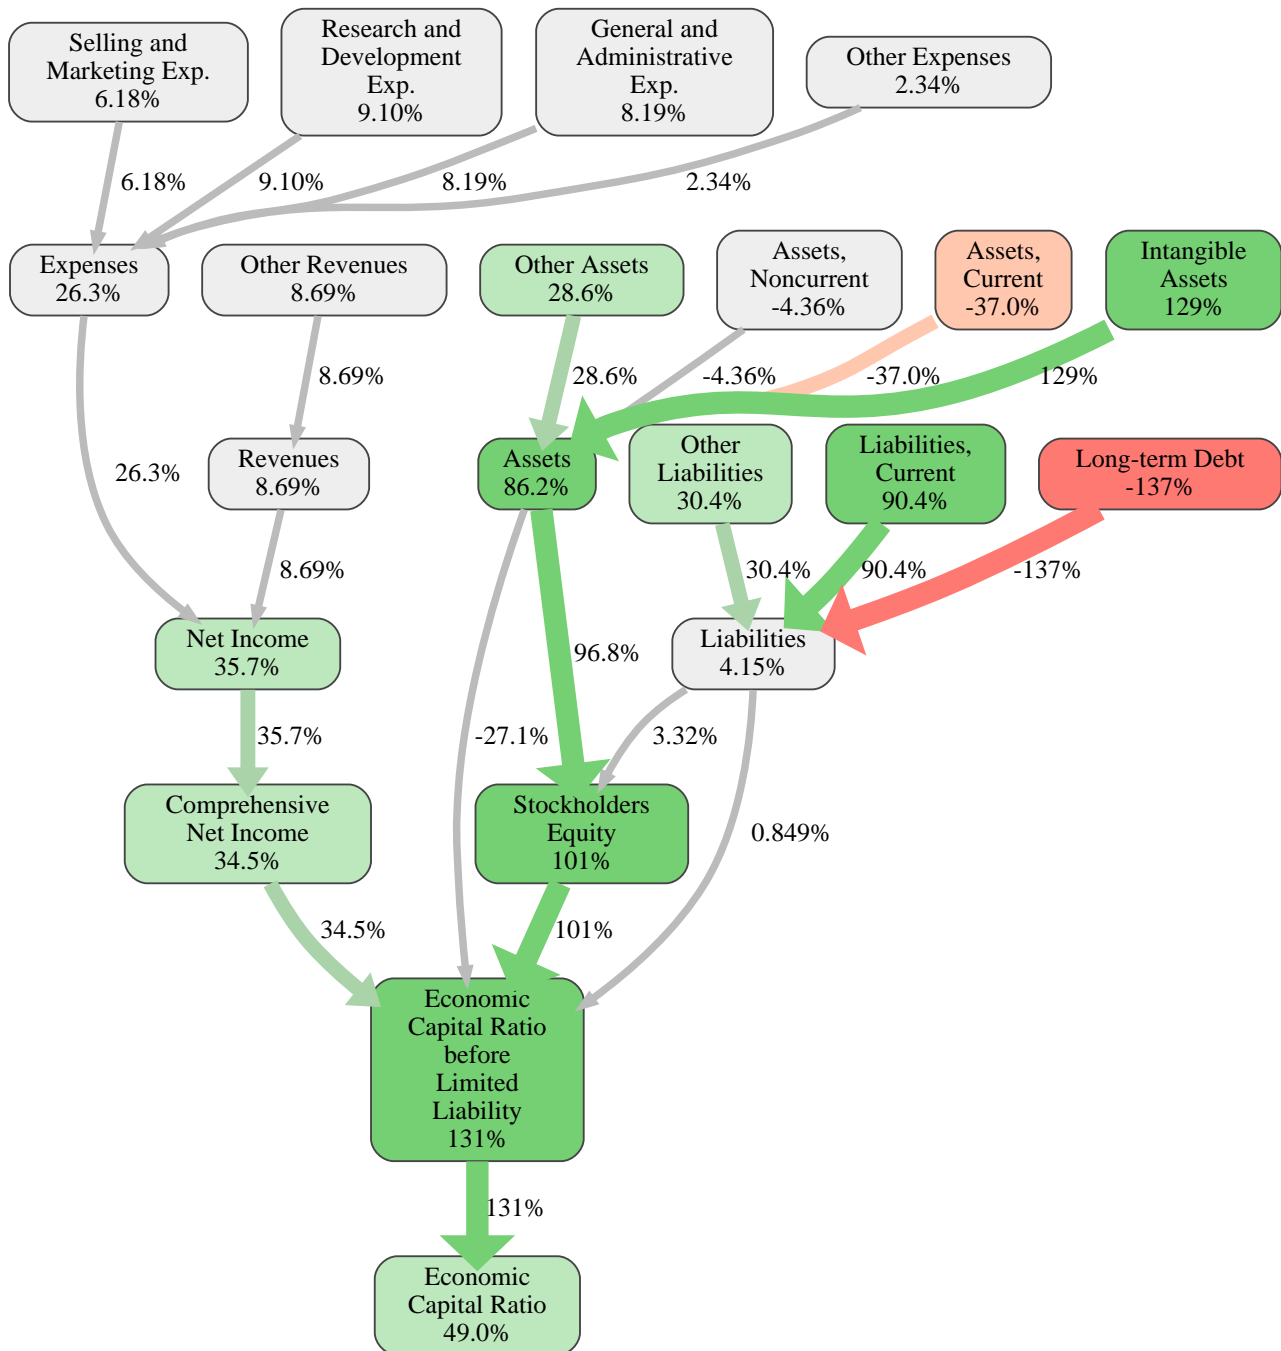 Selling and
Marketing Exp.
6.18%
Research and
Development
Exp.
9.10%
General and
Administrative
Exp.
8.19%
Other Expenses
2.34%
6.18%
9.10%
8.19%
2.34%
Expenses
26.3%
Other Revenues
8.69%
Other Assets
28.6%
Assets,
Noncurrent
-4.36%
Assets,
Current
-37.0%
Intangible
Assets
129%
8.69%
28.6%
-4.36%
-37.0%
129%
26.3%
Revenues
8.69%
Assets
86.2%
Other
Liabilities
30.4%
Liabilities,
Current
90.4%
Long-term Debt
-137%
8.69%
30.4%
90.4%
-137%
Net Income
35.7%
96.8%
Liabilities
4.15%
35.7%
-27.1%
3.32%
Comprehensive
Net Income
34.5%
Stockholders
Equity
101%
0.849%
34.5%
101%
Economic
Capital Ratio
before
Limited
Liability
131%
131%
Economic
Capital Ratio
49.0%